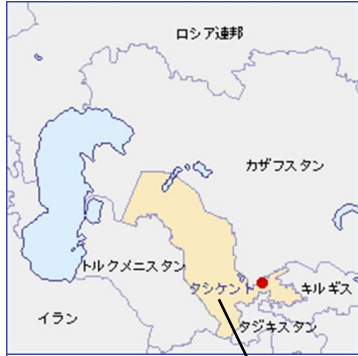 ロシア連邦
カザフスタン
トルクメニスタン
タシケント
キルギス
イラン
タジキスタン